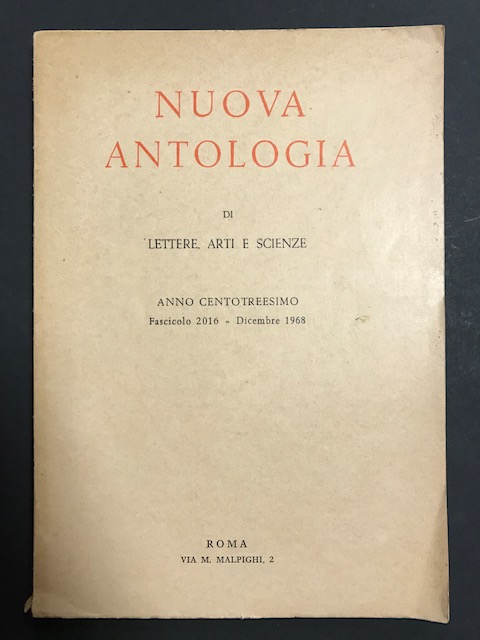 NUOVA
ANTOLOGIA
DI
LETTERE, ARTI E SCIENZE
ANNO CENTOTREESIMO
Fascicolo 2016 - Dicembre 1968
ROMA
VIA M. MALPIGHI, 2